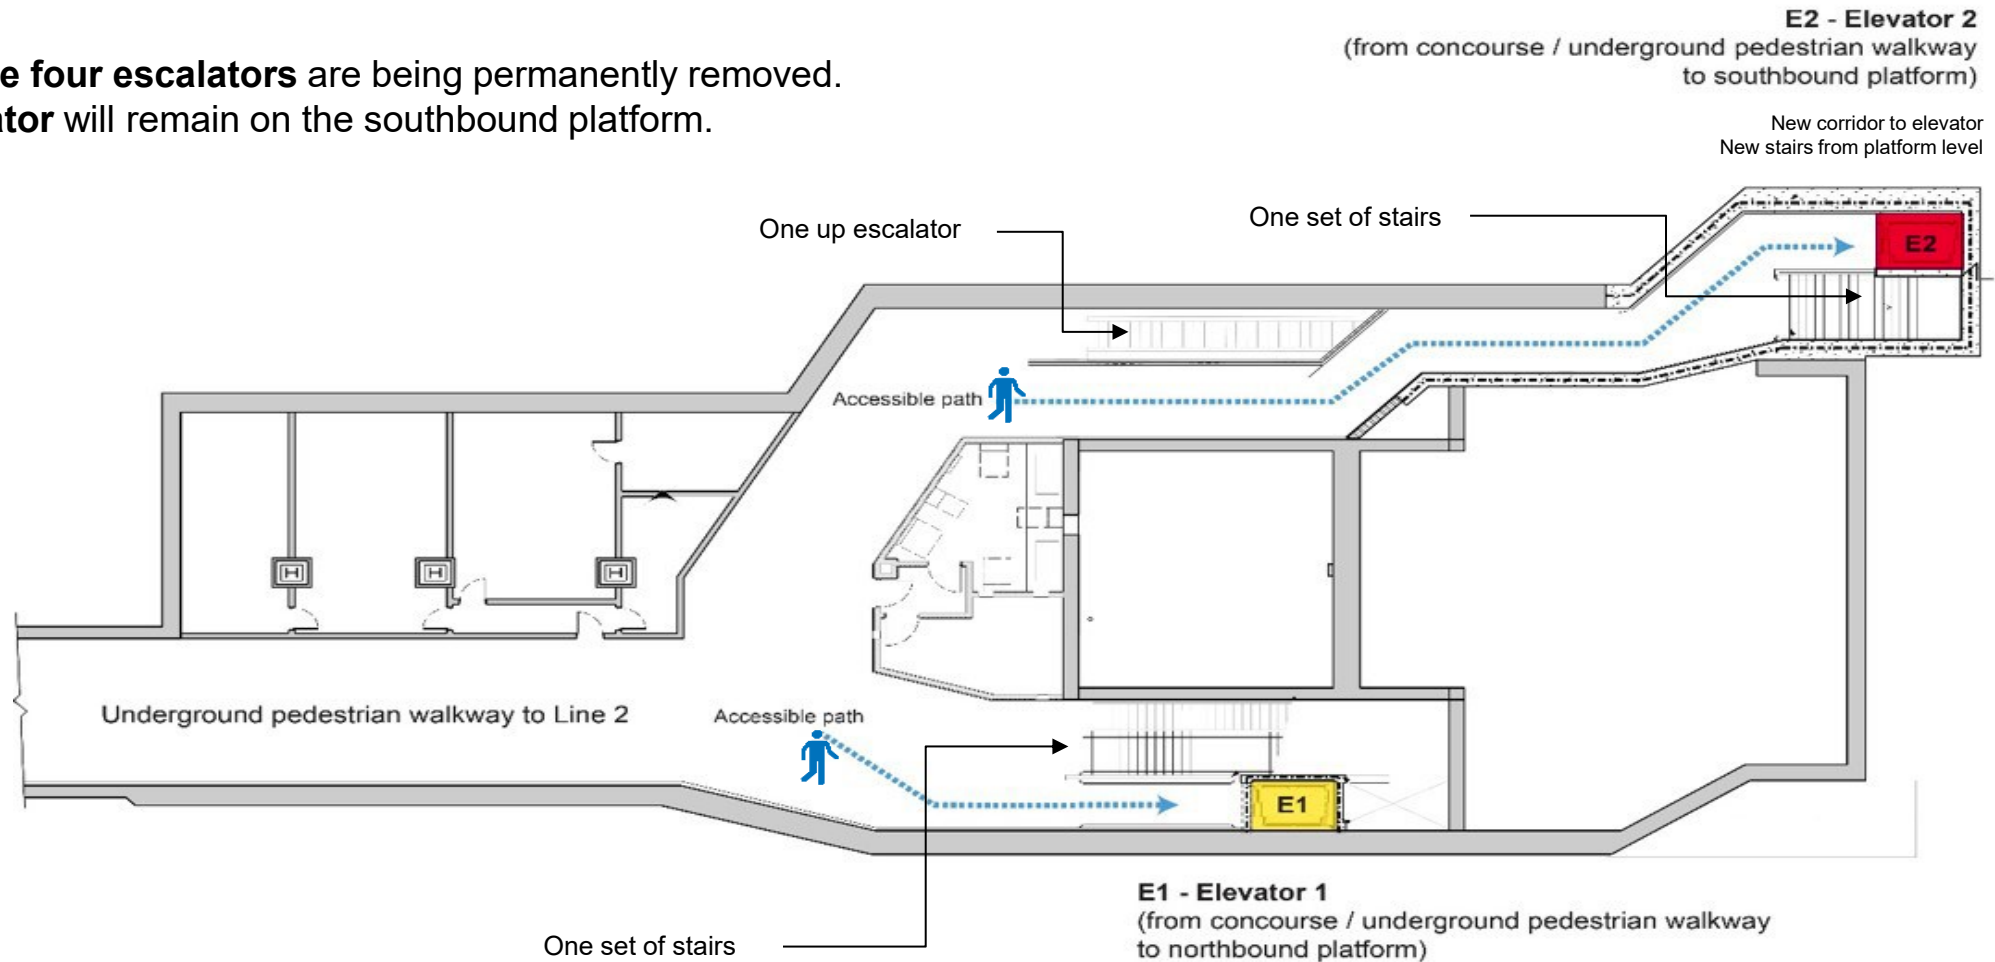 e four escalators are being permanently removed.
ator will remain on the southbound platform.
E2 - Elevator 2
(from concourse / underground pedestrian walkway
to southbound platform)
New corridor to elevator
New stairs from platform level
One up escalator
One set of stairs
E2
Accessible path
Underground pedestrian walkway to Line 2
Accessible path
E1
One set of stairs
E1 - Elevator 1
(from concourse / underground pedestrian walkway
to northbound platform)